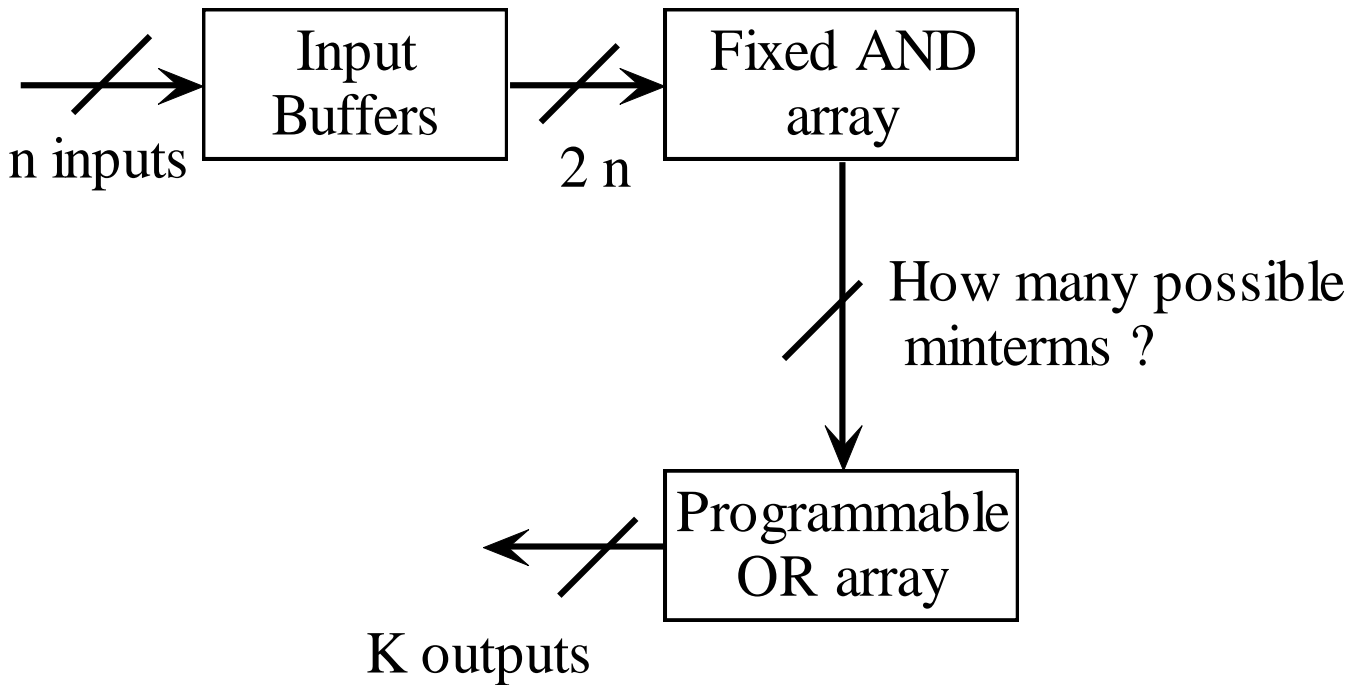 Input
Buffers
Fixed AND
array
n inputs
2 n
How many possible
minterms ?
Programmable
OR array
K outputs